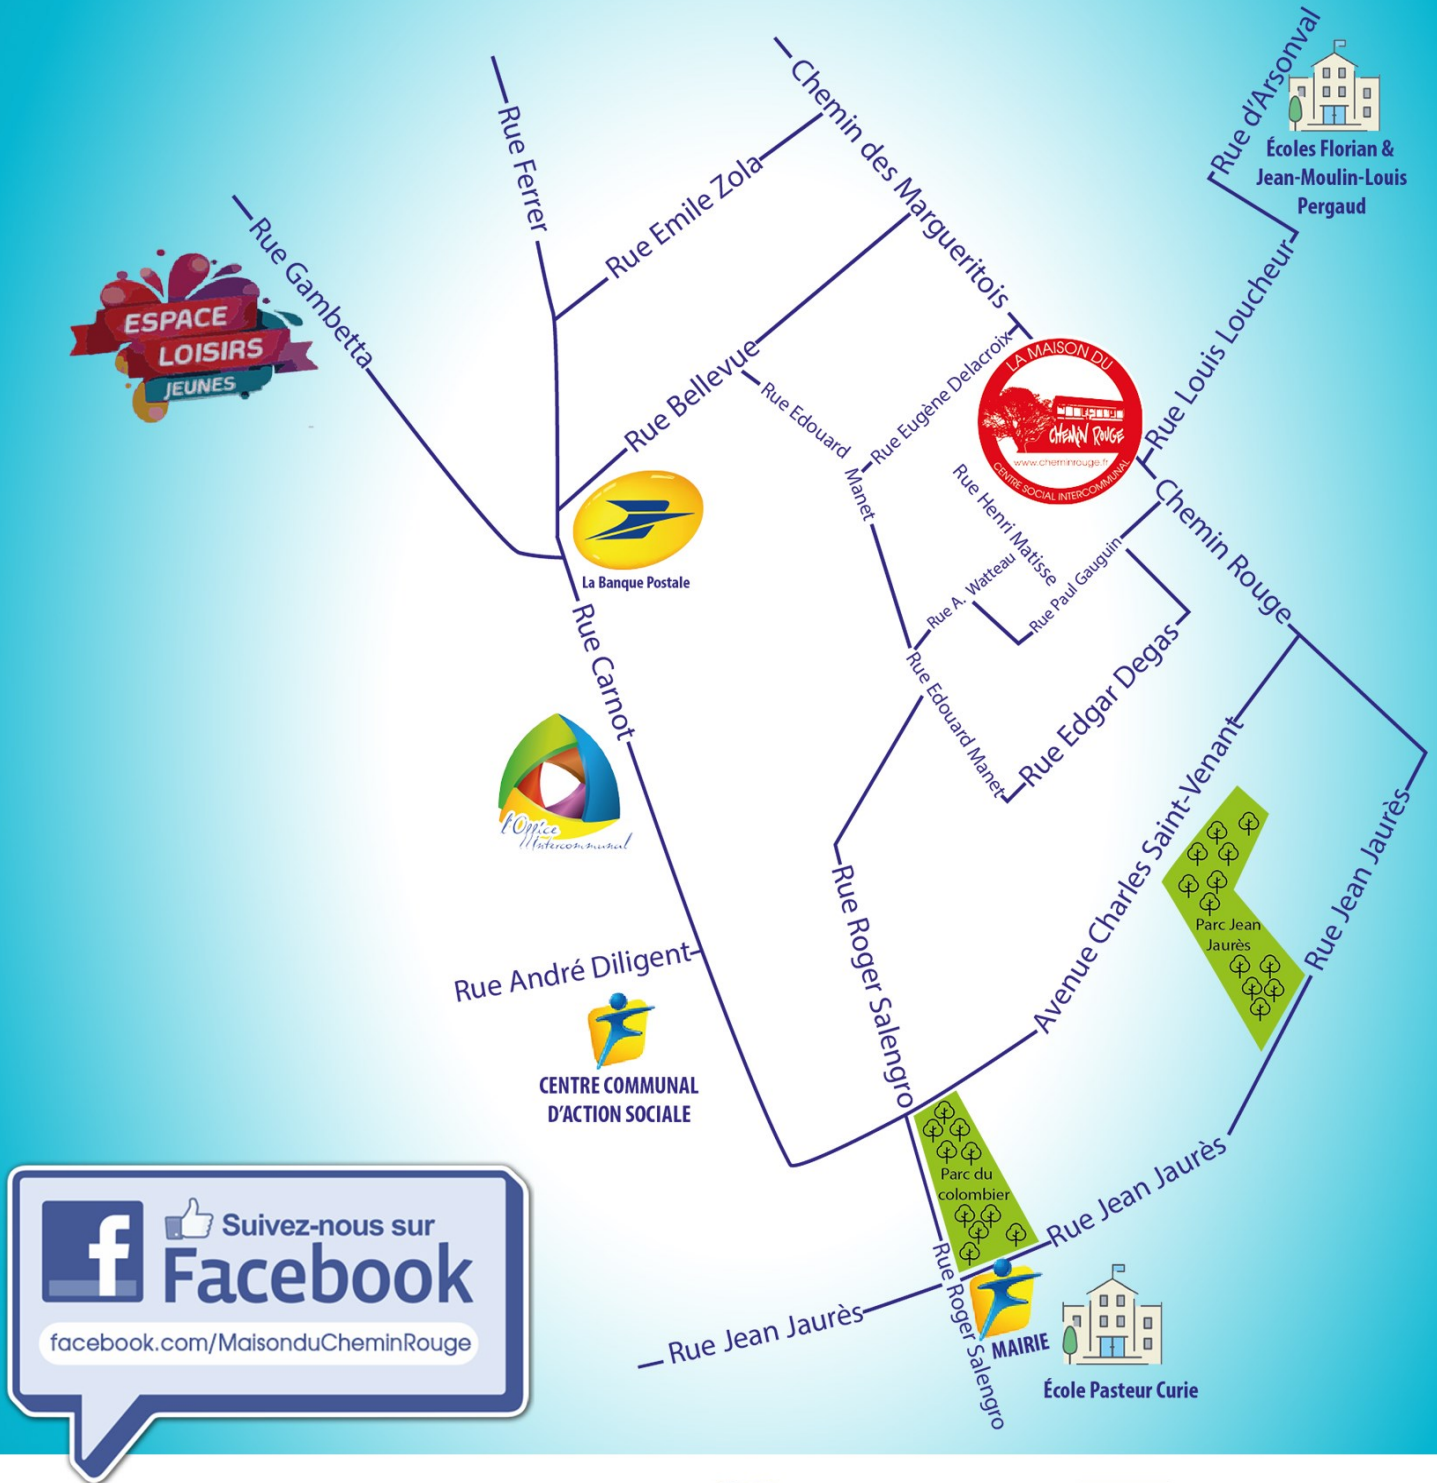 Rue d'Arsonval
Écoles Florian &
Jean-Moulin-Louis
Pergaud
Chemin des Margueritois
Rue Ferrer
Rue Emile Zola
Rue Gambetta
ESPACE
LOISIRS
JEUNES
Rue Louis Loucheur
Rue Bellevue
Rue Edouard
Manet
Rue Eugène Delacroix
LA MAISON DU
CHEMIN ROUGE
www.cheminrouge.fr
CENTRE SOCIAL INTERCOMMUNAL
Chemin Rouge
Rue Henri Matisse
Rue A. Watteau
Rue Paul Gauguin
La Banque Postale
Rue Carnot
Rue Edouard Manet
Rue Edgar Degas
l'Office
Intercommunal
Avenue Charles Saint-Venant
Parc Jean
Jaurès
Rue Jean Jaurès
Rue Roger Salengro
Rue André Diligent
CENTRE COMMUNAL
D'ACTION SOCIALE
Parc du
colombier
Rue Jean Jaurès
Rue Jean Jaurès
Rue Roger Salengro
MAIRIE
École Pasteur Curie
f
Suivez-nous sur
Facebook
facebook.com/MaisonduCheminRouge